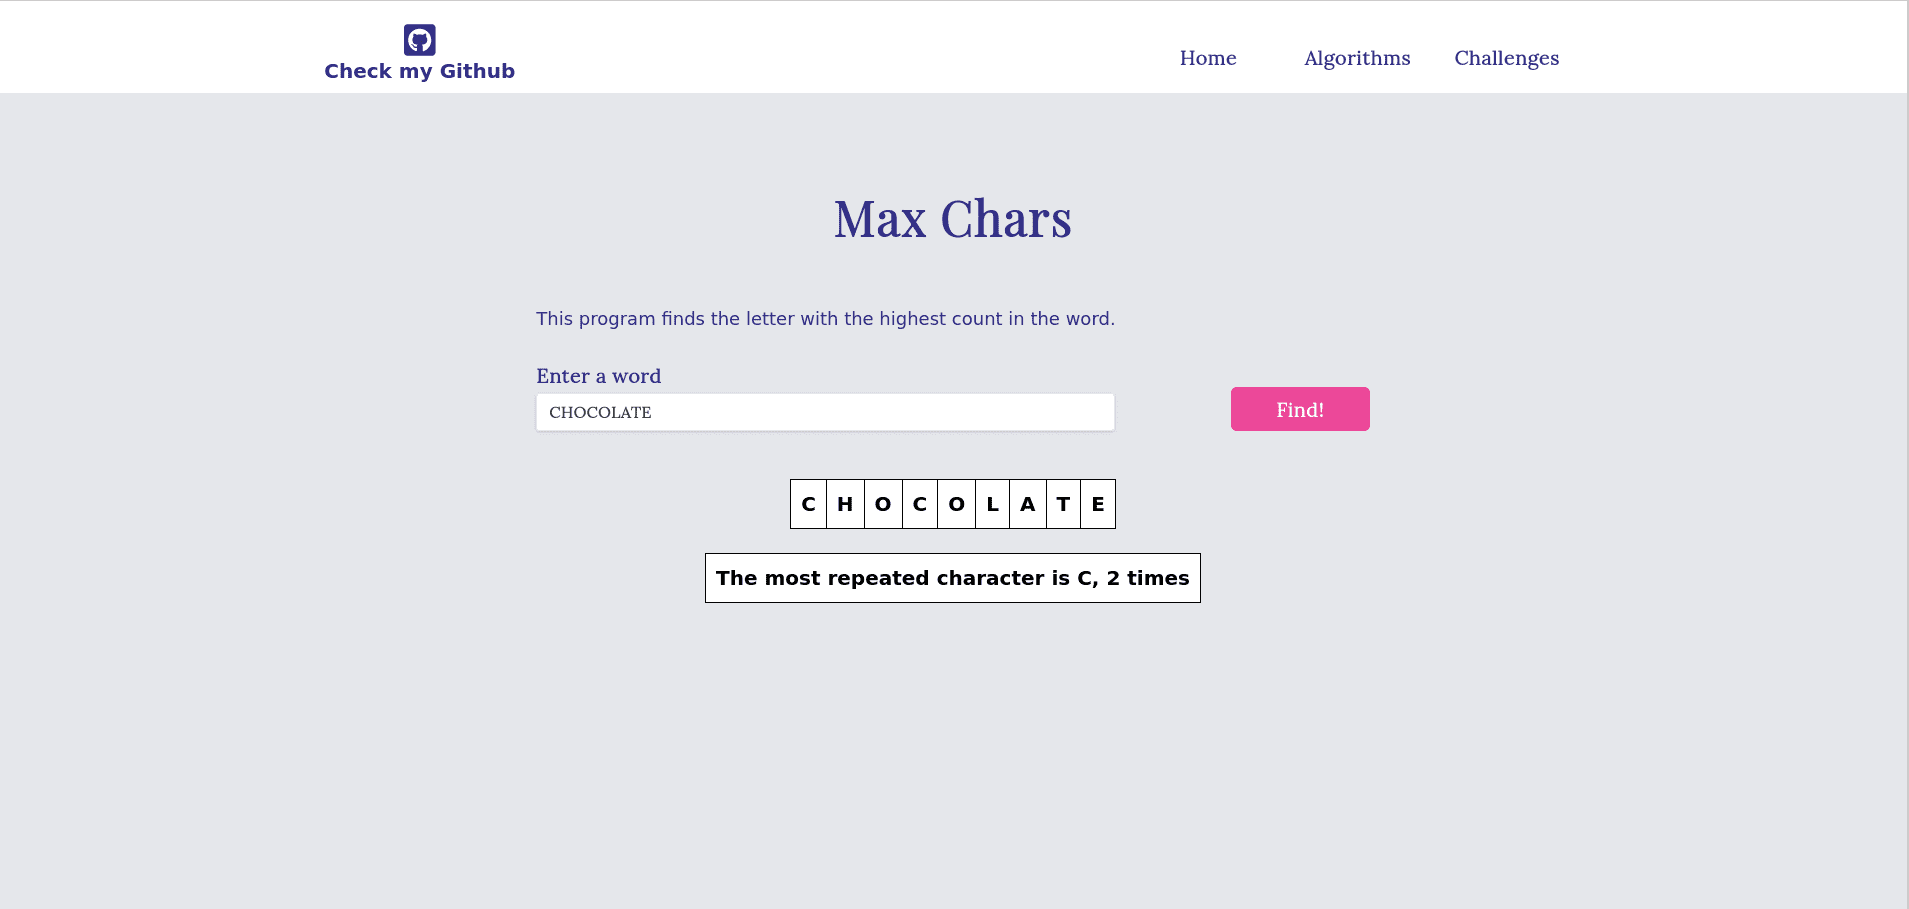 Check my Github
Home Algorithms Challenges
Max Chars
This program finds the letter with the highest count in the word.
Enter a word
CHOCOLATE
Find!
C H O C O L A T E
The most repeated character is C, 2 times